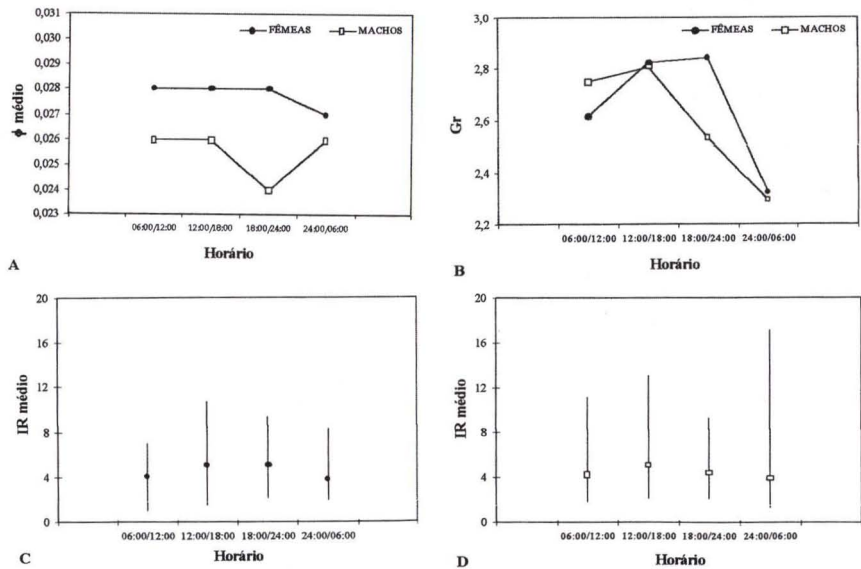 0,031
0,030
0,029
0,028
0,027
0,026
0,025
0,024
0,023
ϕ médio
FÊMEAS MACHOS
06:00/12:00 12:00/18:00 18:00/24:00 24:00/06:00
Horário
A
3,0
2,8
2,6
2,4
2,2
Gr
FÊMEAS MACHOS
06:00/12:00 12:00/18:00 18:00/24:00 24:00/06:00
Horário
B
20
16
12
8
4
0
IR médio
06:00/12:00 12:00/18:00 18:00/24:00 24:00/06:00
Horário
C
20
16
12
8
4
0
IR médio
06:00/12:00 12:00/18:00 18:00/24:00 24:00/06:00
Horário
D